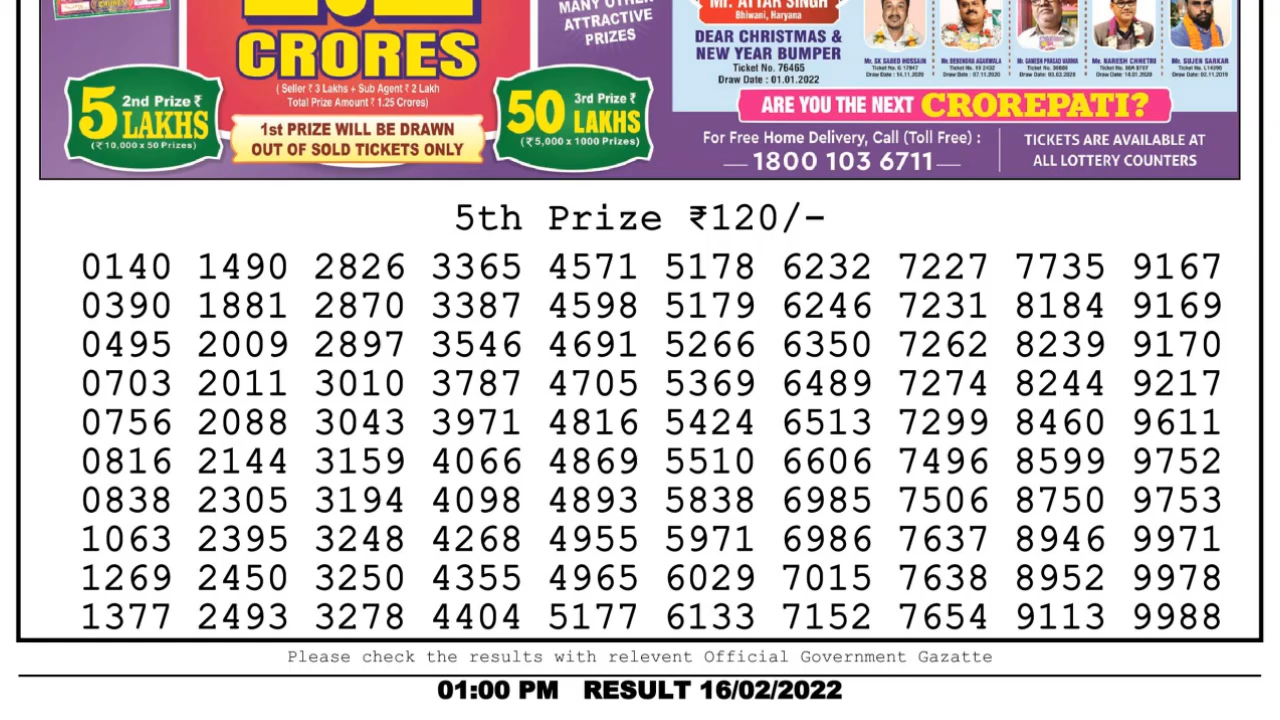 CRORES
( Seller ₹ 3 Lakhs + Sub Agent ₹ 2 Lakh
Total Prize Amount ₹ 1.25 Crores)
2nd Prize ₹
5 LAKHS
(₹ 10,000 x 50 Prizes)
1st PRIZE WILL BE DRAWN
OUT OF SOLD TICKETS ONLY
3rd Prize ₹
50 LAKHS
(₹ 5,000 x 1000 Prizes)
MANY OTHER
ATTRACTIVE
PRIZES
Mr. ATTAR SINGH
Bhiwani, Haryana
DEAR CHRISTMAS &
NEW YEAR BUMPER
Ticket No. 76465
Draw Date : 01.01.2022
ARE YOU THE NEXT CROREPATI?
For Free Home Delivery, Call (Toll Free) :
1800 103 6711
TICKETS ARE AVAILABLE AT
ALL LOTTERY COUNTERS
5th Prize ₹120/-
0140 1490 2826 3365 4571 5178 6232 7227 7735 9167
0390 1881 2870 3387 4598 5179 6246 7231 8184 9169
0495 2009 2897 3546 4691 5266 6350 7262 8239 9170
0703 2011 3010 3787 4705 5369 6489 7274 8244 9217
0756 2088 3043 3971 4816 5424 6513 7299 8460 9611
0816 2144 3159 4066 4869 5510 6606 7496 8599 9752
0838 2305 3194 4098 4893 5838 6985 7506 8750 9753
1063 2395 3248 4268 4955 5971 6986 7637 8946 9971
1269 2450 3250 4355 4965 6029 7015 7638 8952 9978
1377 2493 3278 4404 5177 6133 7152 7654 9113 9988
Please check the results with relevent Official Government Gazatte
01:00 PM RESULT 16/02/2022